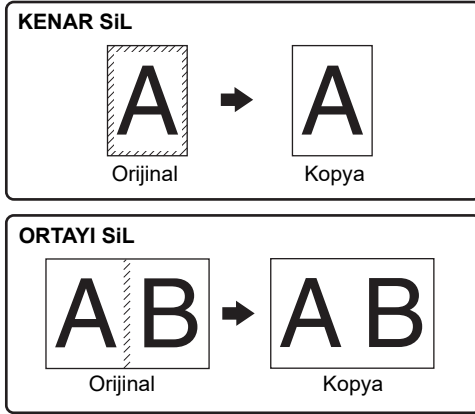 KENAR SiL
A A
Orijinal Kopya
ORTAYI SiL
A B A B
Orijinal Kopya